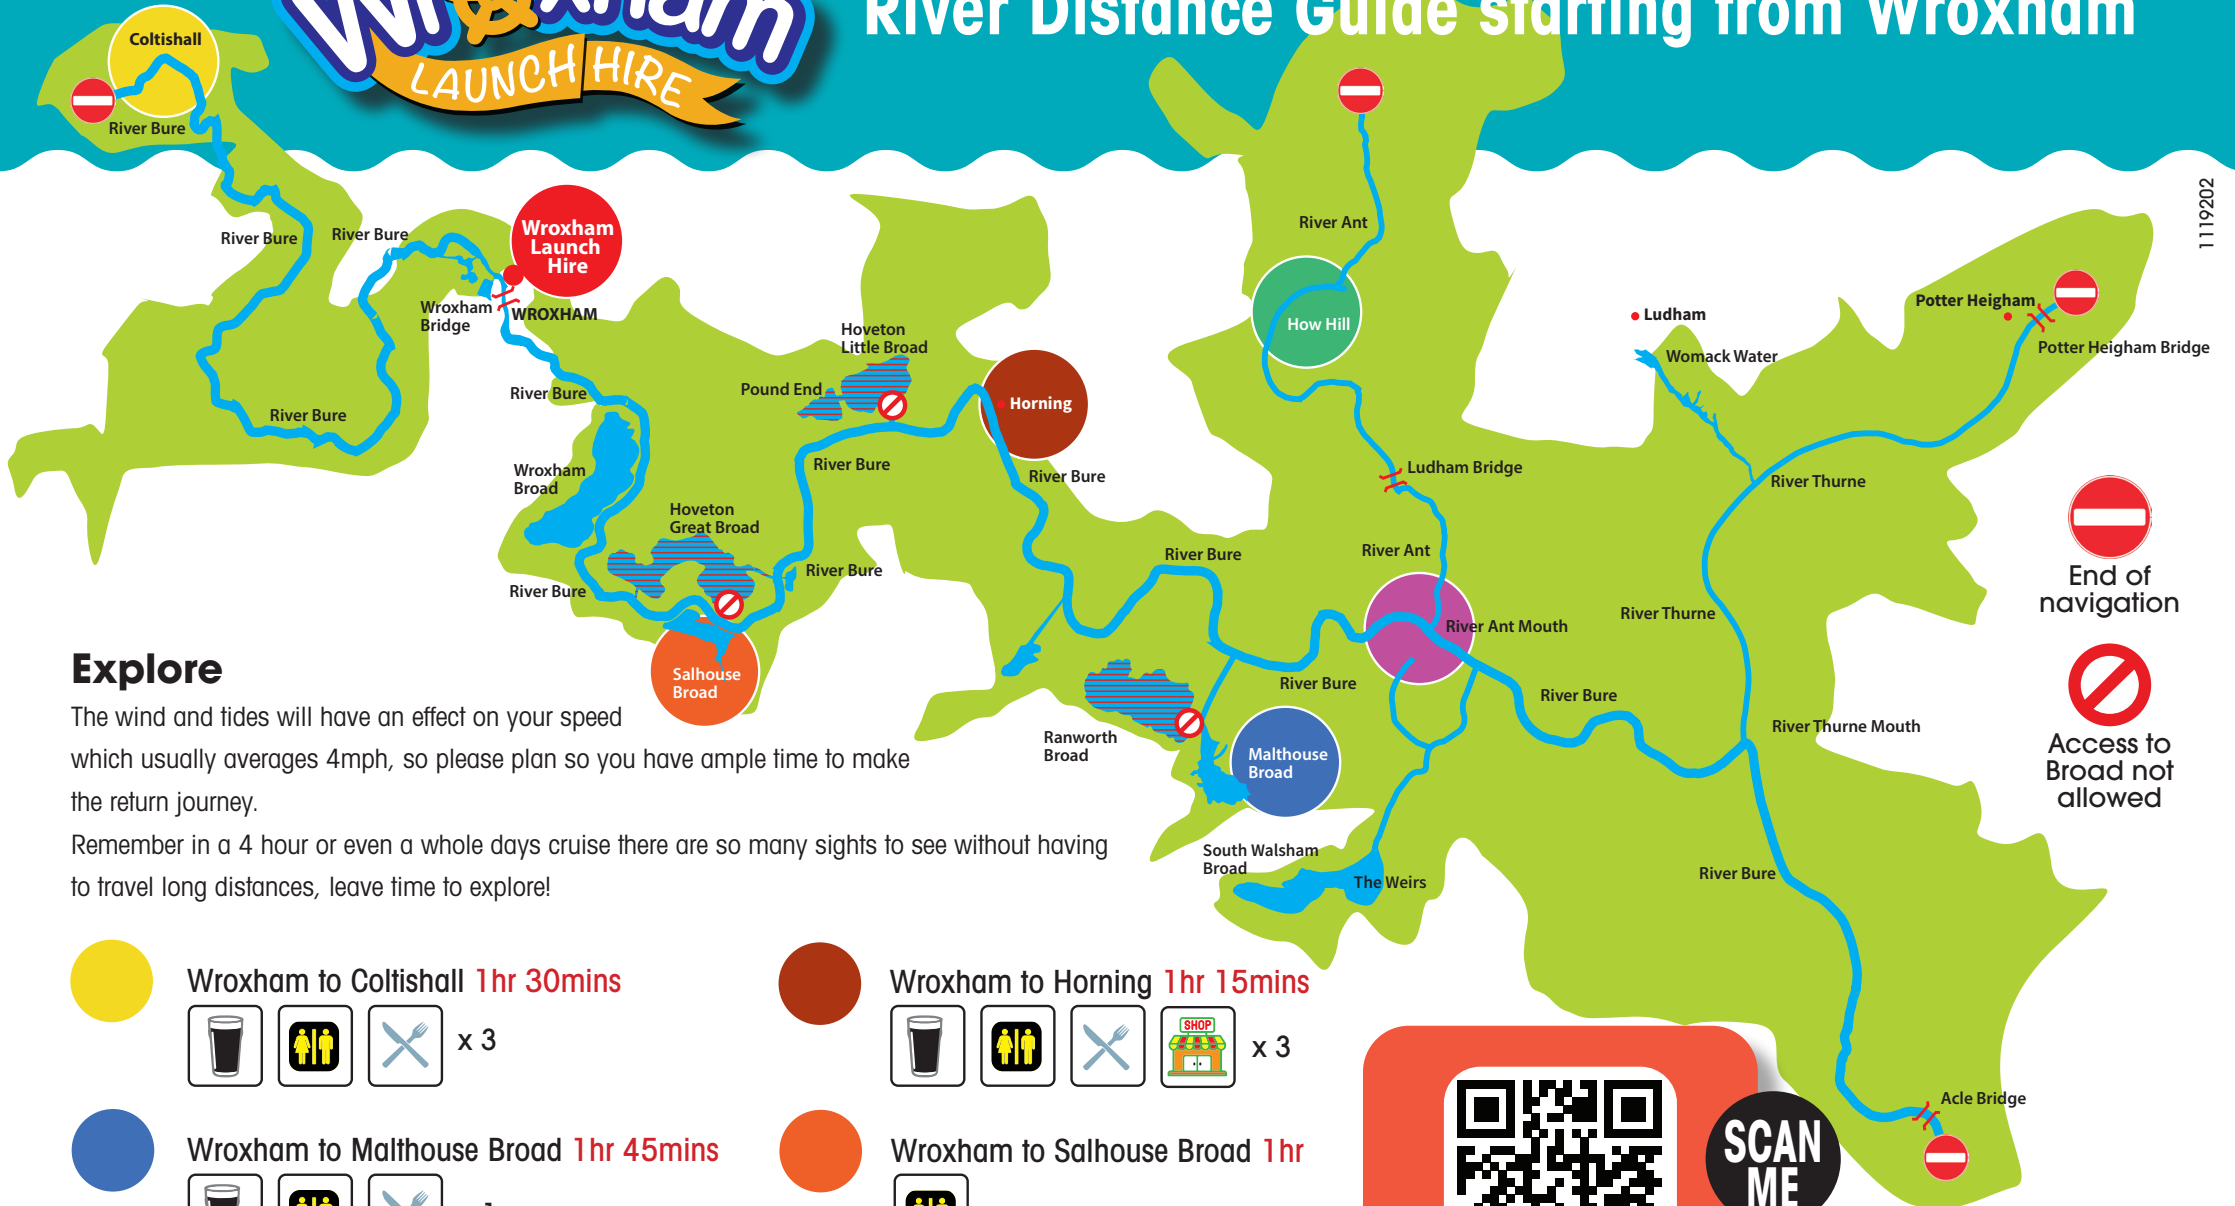 Wroxham
LAUNCH HIRE
River Distance Guide starting from Wroxham
1119202
Coltishall
River Bure
River Bure
River Bure
River Bure
Wroxham
Launch
Hire
Wroxham
Bridge
WROXHAM
River Bure
Wroxham
Broad
River Bure
Hoveton
Great Broad
Salhouse
Broad
River Bure
River Bure
Pound End
Hoveton
Little Broad
Horning
River Bure
River Bure
Ranworth
Broad
Malthouse
Broad
River Bure
River Ant
How Hill
Ludham Bridge
River Ant
River Ant Mouth
South Walsham
Broad
The Weirs
River Bure
Ludham
Womack Water
Potter Heigham
Potter Heigham Bridge
River Thurne
River Thurne
River Thurne Mouth
River Bure
Acle Bridge
End of
navigation
Access to
Broad not
allowed
Explore
The wind and tides will have an effect on your speed
which usually averages 4mph, so please plan so you have ample time to make
the return journey.
Remember in a 4 hour or even a whole days cruise there are so many sights to see without having
to travel long distances, leave time to explore!
Wroxham to Coltishall 1hr 30mins
x 3
Wroxham to Horning 1hr 15mins
SHOP
x 3
Wroxham to Malthouse Broad 1hr 45mins
Wroxham to Salhouse Broad 1hr
SCAN
ME